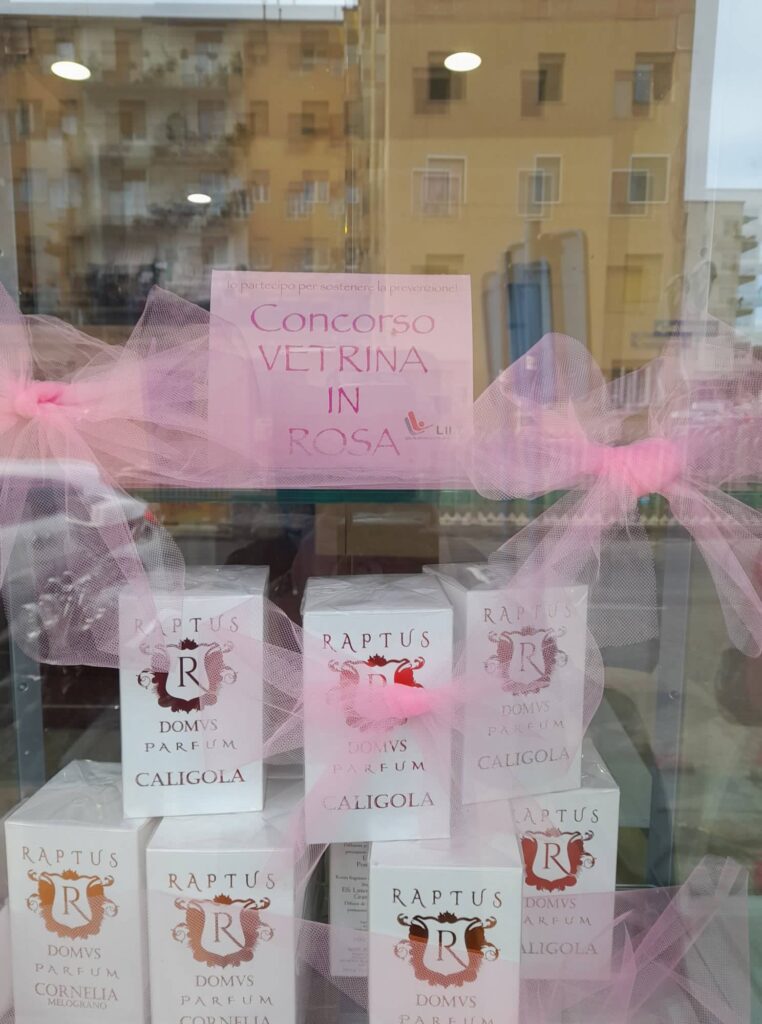 Io partecipo per sostenere la prevenzione!
Concorso
VETRINA
IN
ROSA
RAPTUS
R
DOMVS
PARFUM
CALIGOLA
RAPTUS
R
DOMVS
PARFUM
CALIGOLA
RAPTUS
R
DOMVS
PARFUM
CALIGOLA
RAPTUS
R
DOMVS
PARFUM
CORNELIA
MELOGRANO
RAPTUS
R
DOMVS
PARFUM
CORNELIA
RAPTUS
R
DOMVS
PARFUM
RAPTUS
R
DOMVS
PARFUM
CALIGOLA